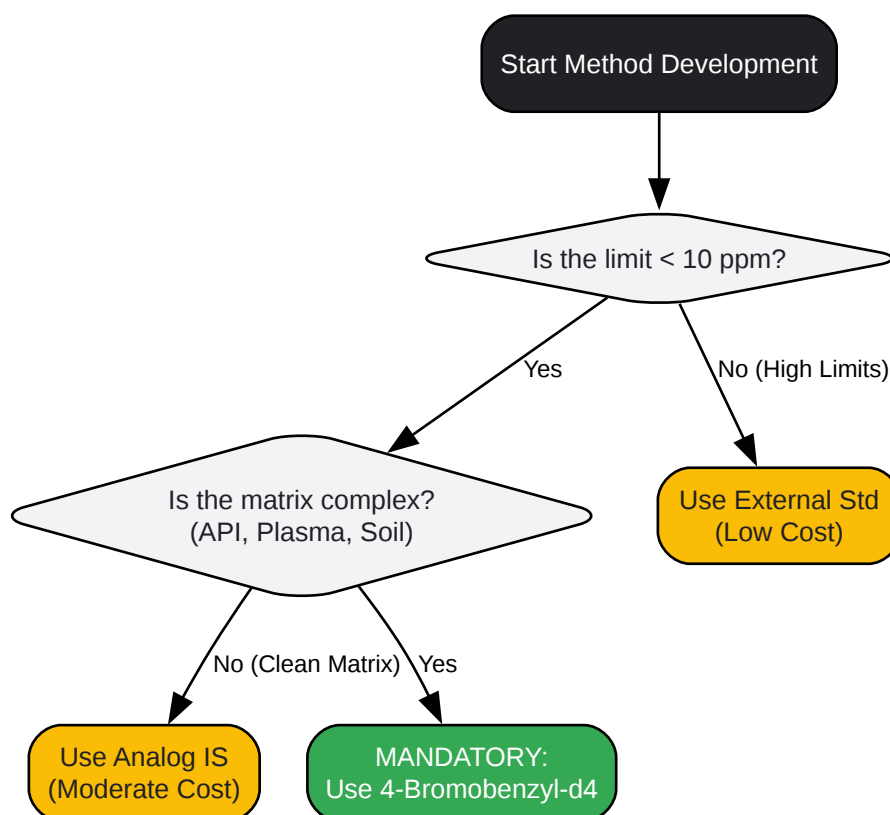 Start Method Development
Is the limit < 10 ppm?
Yes
No (High Limits)
Is the matrix complex?
(API, Plasma, Soil)
Use External Std
(Low Cost)
No (Clean Matrix)
Yes
Use Analog IS
(Moderate Cost)
MANDATORY:
Use 4-Bromobenzyl-d4